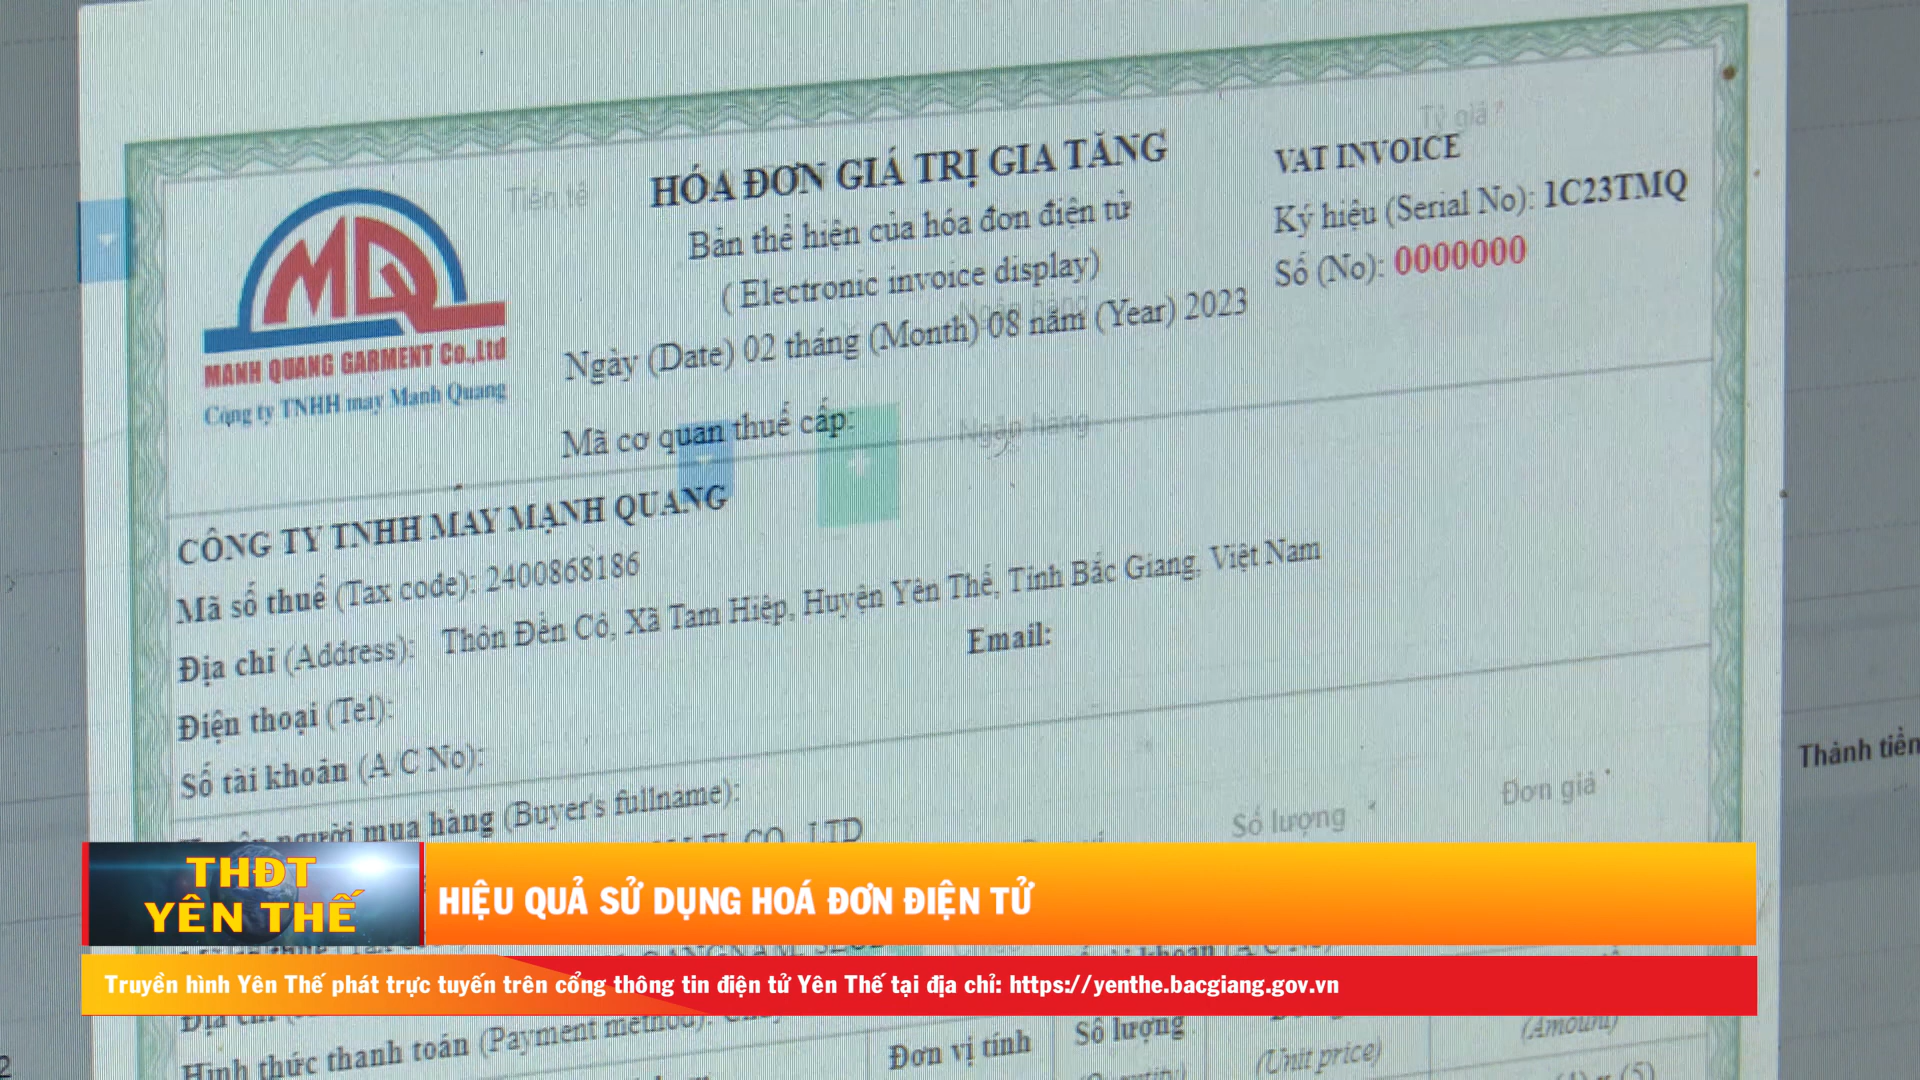 Tỷ giá *
Tiền tệ
HÓA ĐƠN GIÁ TRỊ GIA TĂNG
VAT INVOICE
Bản thể hiện của hóa đơn điện tử
Ký hiệu (Serial No): 1C23TMQ
( Electronic invoice display)
Số (No): 0000000
Ngày (Date) 02 tháng (Month) 08 năm (Year) 2023
MQ
MANH QUANG GARMENT Co.,Ltd
Công ty TNHH may Manh Quang
Mã cơ quan thuế cấp:
Ngân hàng
CÔNG TY TNHH MAY MẠNH QUANG
Mã số thuế (Tax code): 2400868186
Địa chỉ (Address): Thôn Đền Cô, Xã Tam Hiệp, Huyện Yên Thế, Tỉnh Bắc Giang, Việt Nam
Điện thoại (Tel):
Email:
Số tài khoản (A C No):
Thành tiền
người mua hàng (Buyer's fullname):
Số lượng *
Đơn giá *
CO., LTD
THĐT
YÊN THẾ
HIỆU QUẢ SỬ DỤNG HOÁ ĐƠN ĐIỆN TỬ
Truyền hình Yên Thế phát trực tuyến trên cổng thông tin điện tử Yên Thế tại địa chỉ: https://yenthe.bacgiang.gov.vn
Địa chỉ
Hình thức thanh toán (Payment method):
Đơn vị tính
Số lượng
(Unit price)
(Amount)